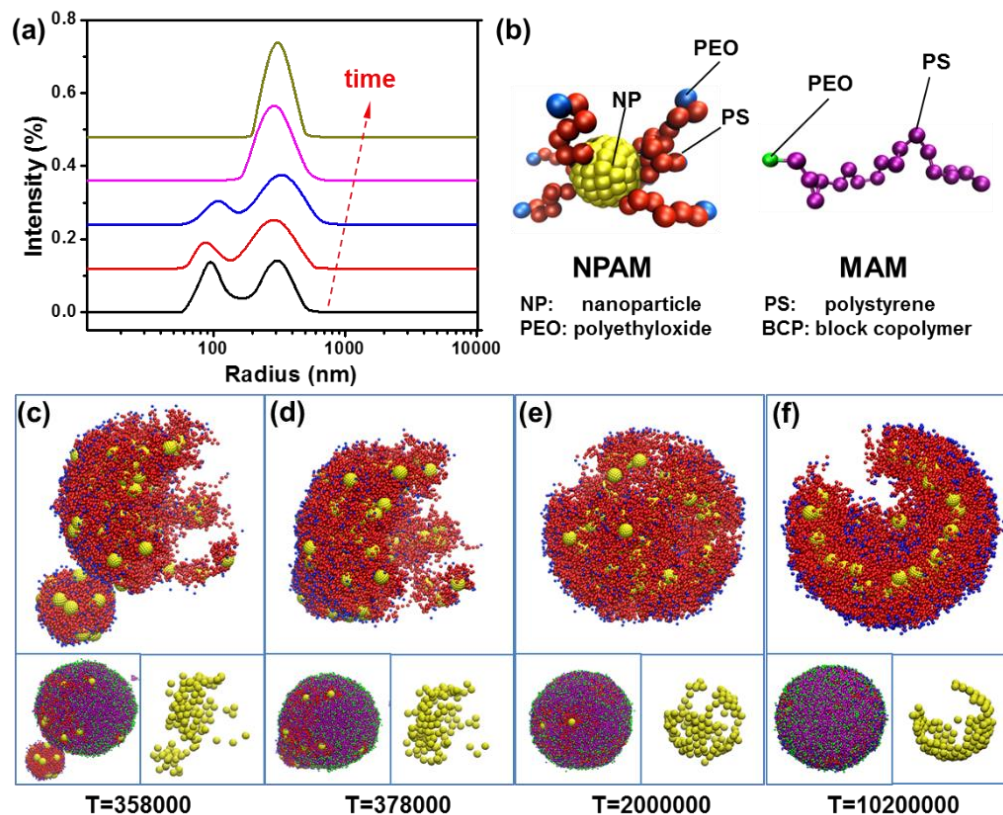 (a)
0.8
0.6
0.4
0.2
0.0
Intensity (%)
time
100
1000
10000
Radius (nm)
(b)
PEO
NP
PS
PEO
PS
NPAM
MAM
NP: nanoparticle
PS: polystyrene
PEO: polyethyloxide
BCP: block copolymer
(c)
(d)
(e)
(f)
T=358000
T=378000
T=2000000
T=10200000